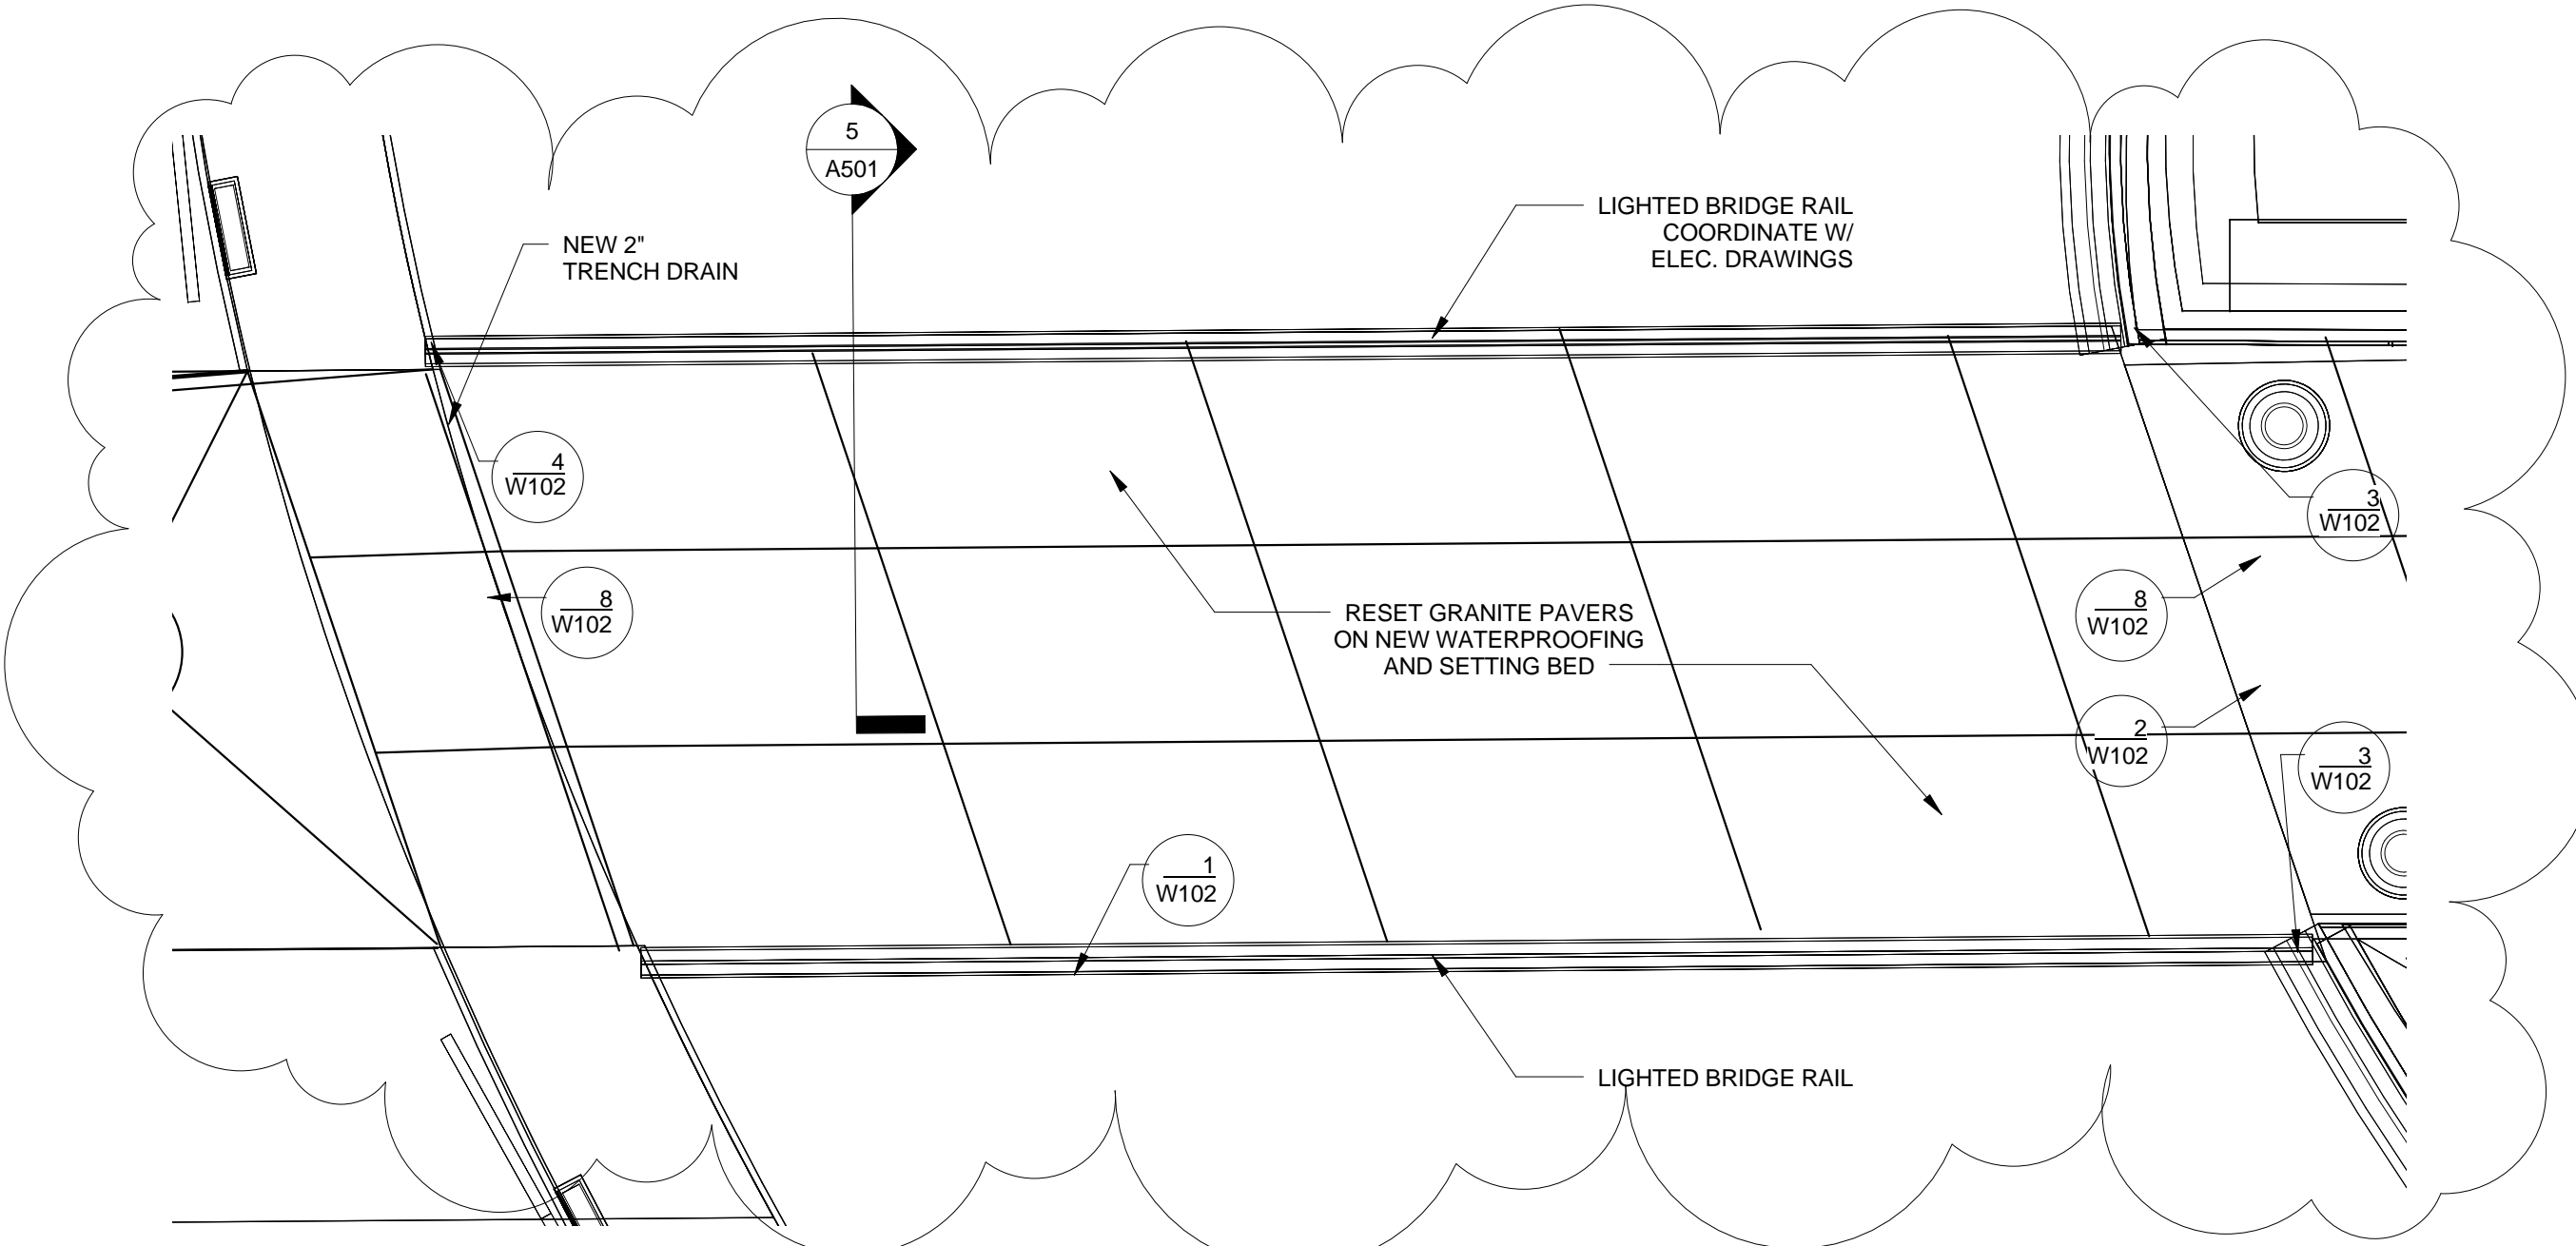 5
A501
LIGHTED BRIDGE RAIL
COORDINATE W/
ELEC. DRAWINGS
NEW 2"
TRENCH DRAIN
4
W102
3
W102
8
W102
8
W102
RESET GRANITE PAVERS
ON NEW WATERPROOFING
AND SETTING BED
2
W102
3
W102
1
W102
LIGHTED BRIDGE RAIL